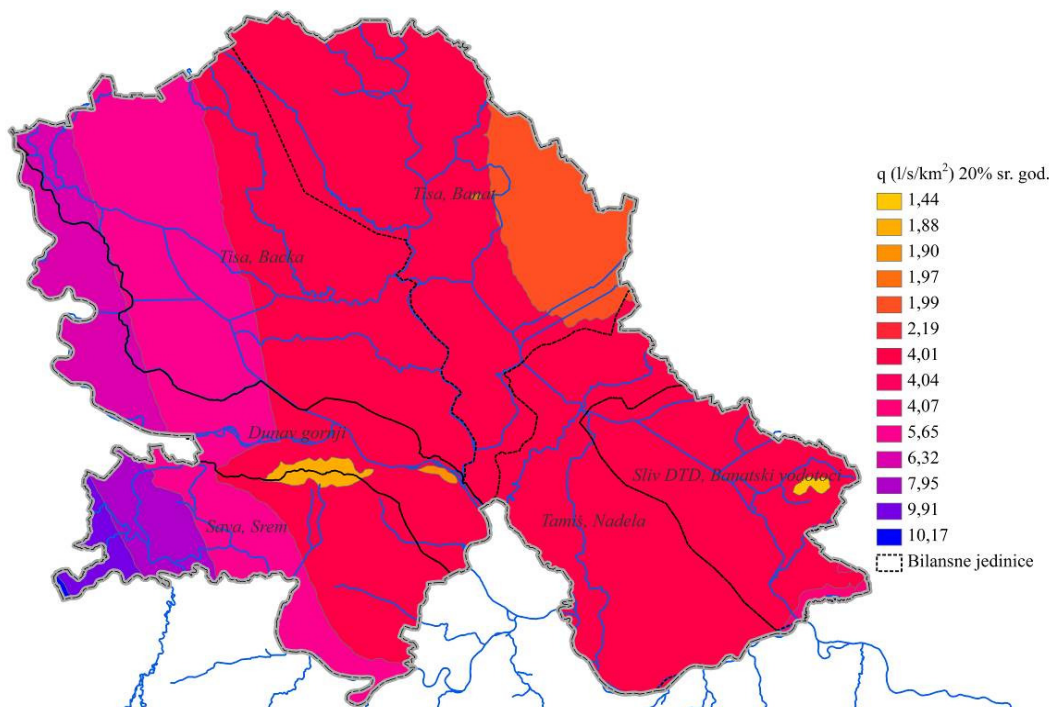 q (l/s/km²) 20% sr. god.
1,44
1,88
1,90
1,97
1,99
2,19
4,01
4,04
4,07
5,65
6,32
7,95
9,91
10,17
Bilansne jedinice
Tisa, Banat
Tisa, Backa
Dunav gornji
Sliv DTD, Banatski vodotoci
Sava, Srem
Tamis, Nadela